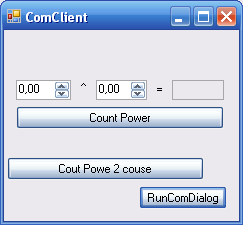 ComClient
0,00 ^ 0,00 =
Count Power
Cout Powe 2 couse
RunComDialog